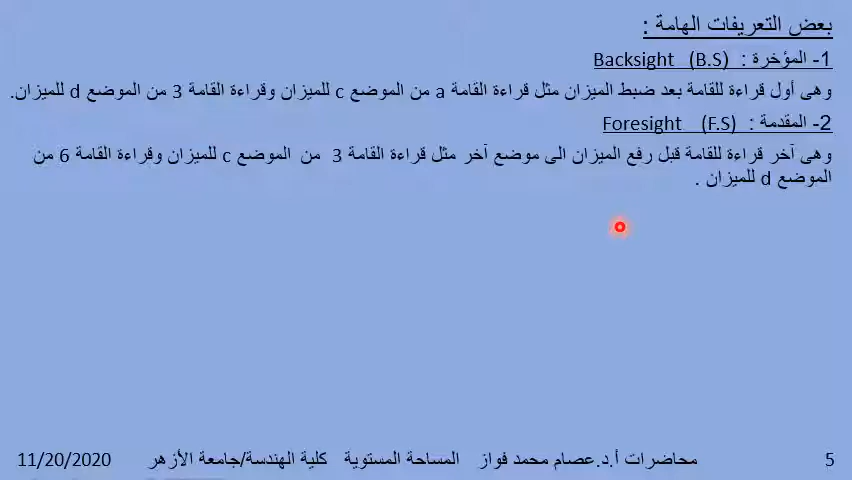 بعض التعريفات الهامة :
1- المؤخرة : Backsight (B.S)
وهى أول قراءة للقامة بعد ضبط الميزان مثل قراءة القامة a من الموضع c للميزان وقراءة القامة 3 من الموضع d للميزان.
2- المقدمة : Foresight (F.S)
وهى آخر قراءة للقامة قبل رفع الميزان الى موضع آخر مثل قراءة القامة 3 من الموضع c للميزان وقراءة القامة 6 من
الموضع d للميزان .
5 محاضرات أ.د.عصام محمد فواز المساحة المستوية كلية الهندسة/جامعة الأزهر 11/20/2020